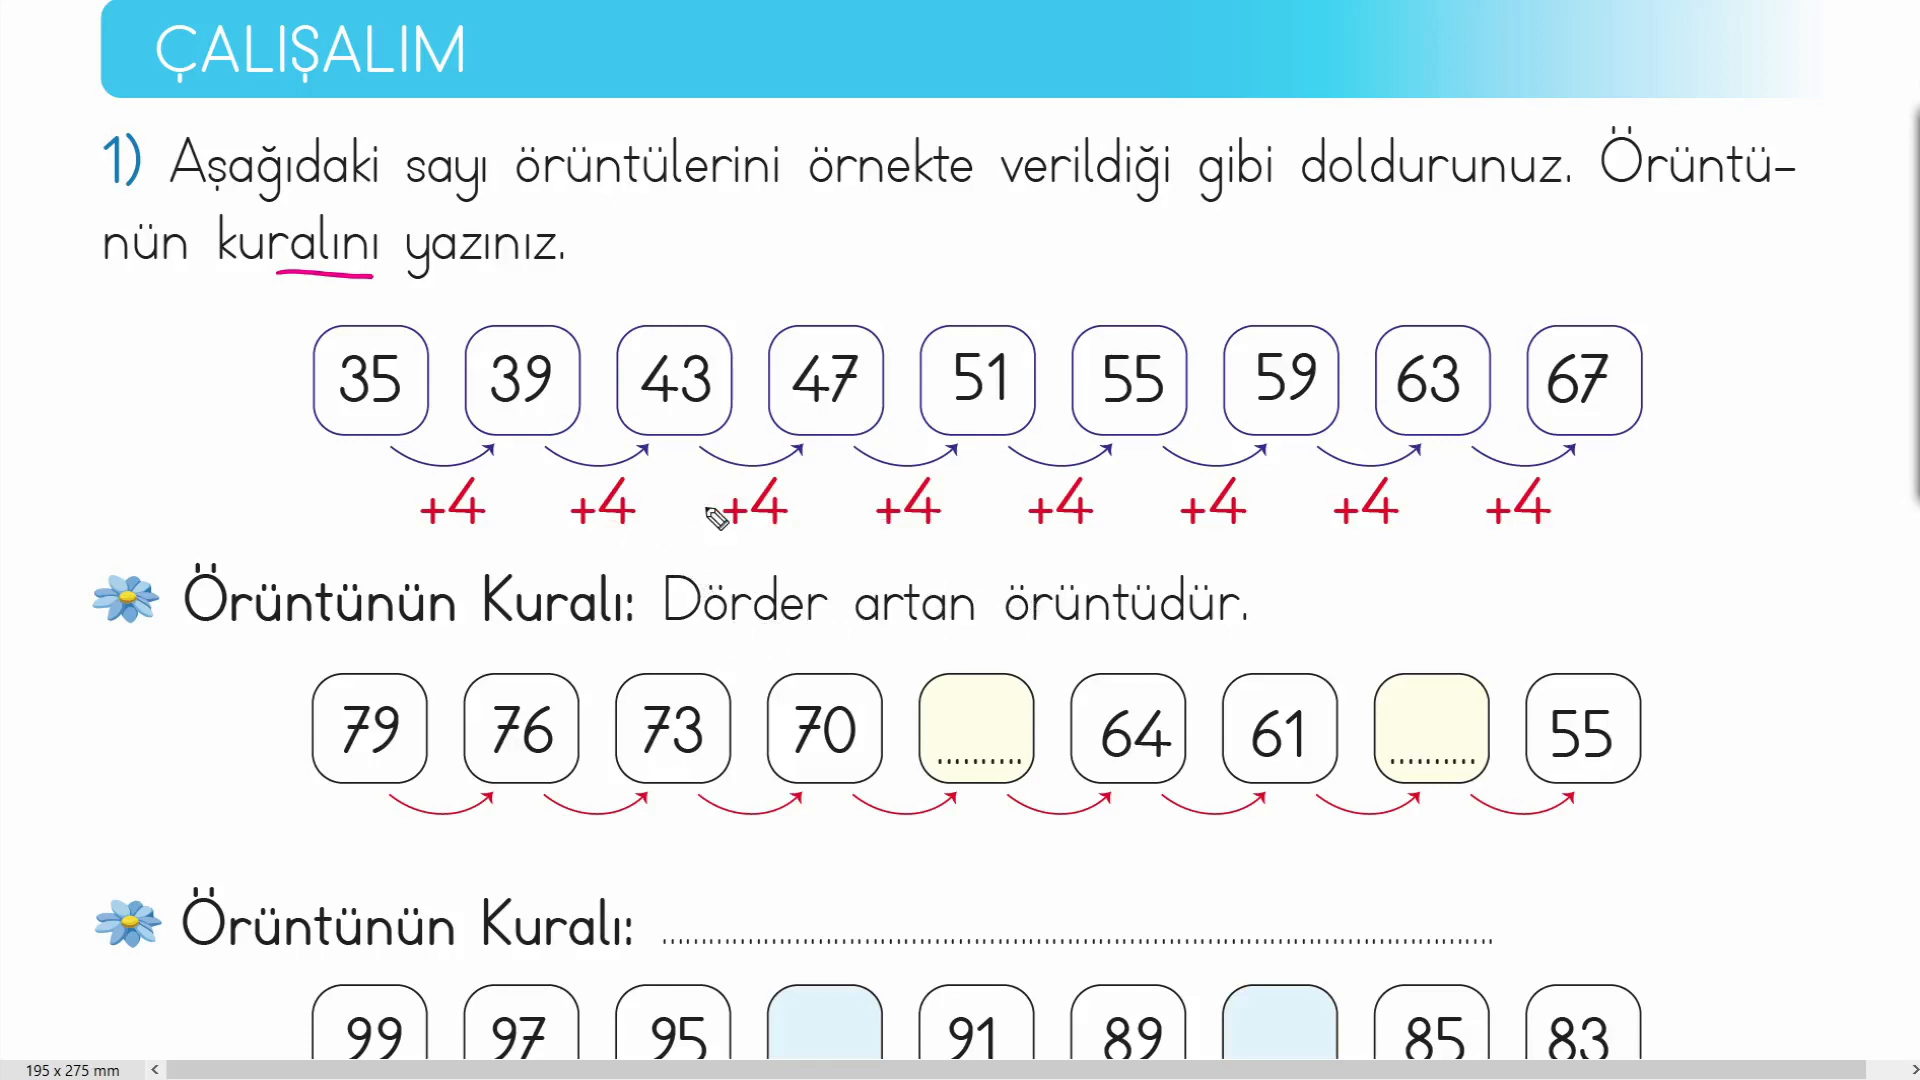 ÇALIŞALIM
1) Aşağıdaki sayı örüntülerini örnekte verildiği gibi doldurunuz. Örüntü-
nün kuralını yazınız.
35 39 43 47 51 55 59 63 67
+4 +4 +4 +4 +4 +4 +4 +4
Örüntünün Kuralı: Dörder artan örüntüdür.
79 76 73 70 .......... 64 61 .......... 55
Örüntünün Kuralı: ....................................................................................
99 97 95 91 89 85 83
195 x 275 mm